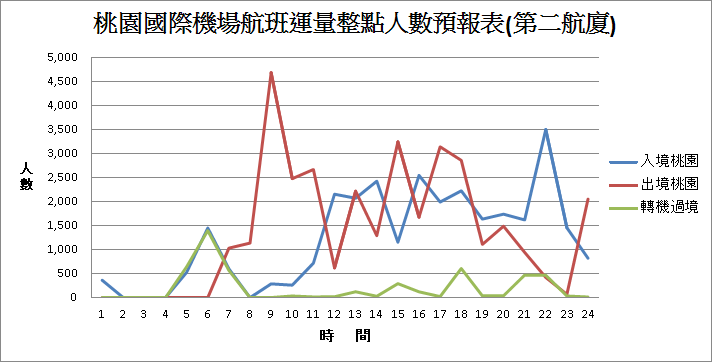 桃園國際機場航班運量整點人數預報表(第二航廈)
5,000
4,500
4,000
3,500
3,000
2,500
2,000
1,500
1,000
500
0
人數
1 2 3 4 5 6 7 8 9 10 11 12 13 14 15 16 17 18 19 20 21 22 23 24
時 間
入境桃園
出境桃園
轉機過境